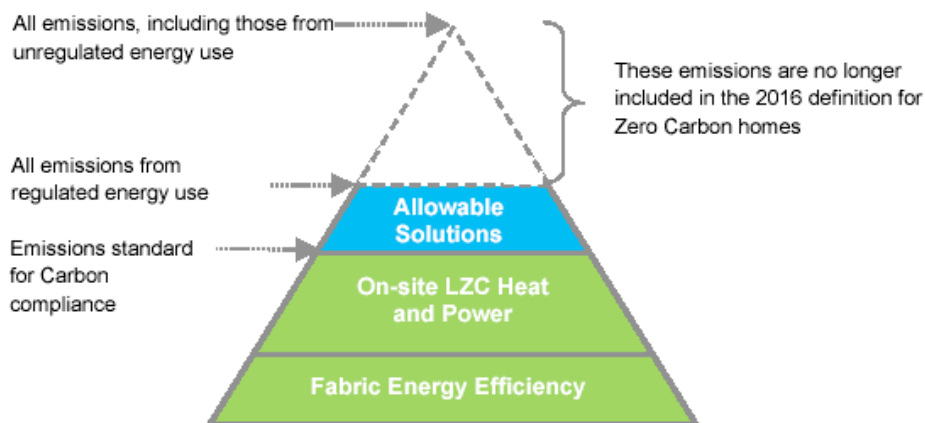 All emissions, including those from
unregulated energy use
These emissions are no longer
included in the 2016 definition for
Zero Carbon homes
All emissions from
regulated energy use
Allowable
Solutions
Emissions standard
for Carbon
compliance
On-site LZC Heat
and Power
Fabric Energy Efficiency